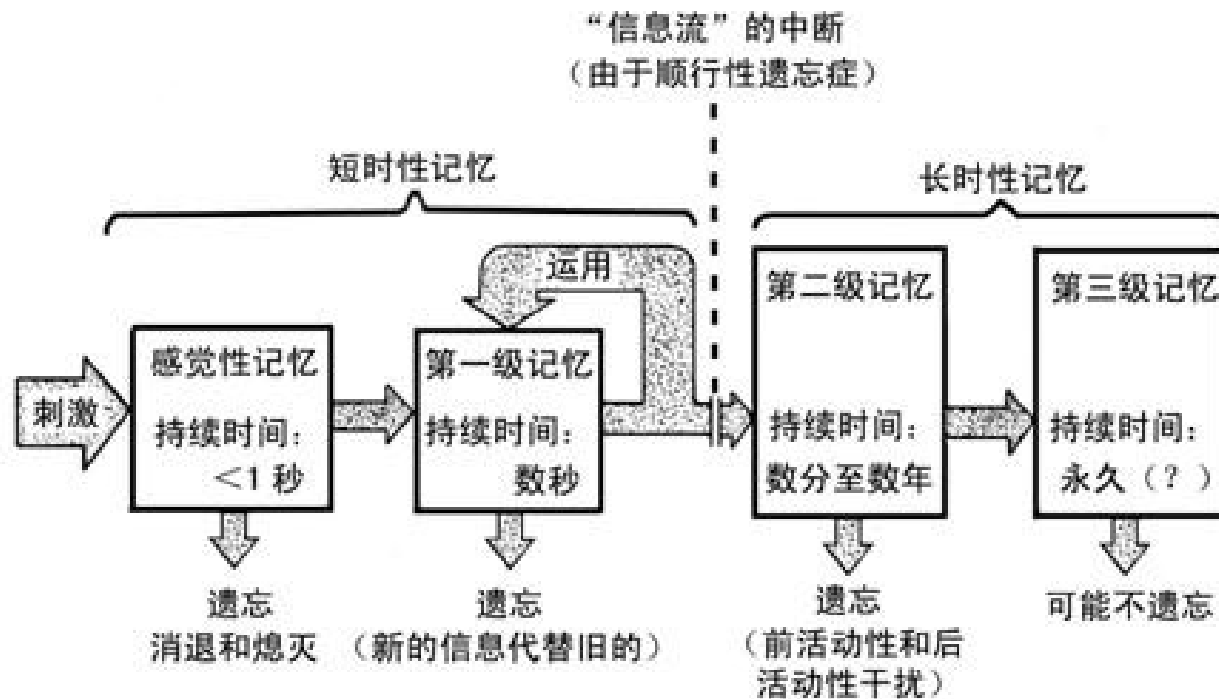 “信息流”的中断
(由于顺行性遗忘症)
短时性记忆
长时性记忆
运用
刺激
感觉性记忆
持续时间:
<1秒
第一级记忆
持续时间:
数秒
第二级记忆
持续时间:
数分至数年
第三级记忆
持续时间:
永久(?)
遗忘
消退和熄灭
遗忘
(新的信息代替旧的)
遗忘
(前活动性和后
活动性干扰)
可能不遗忘